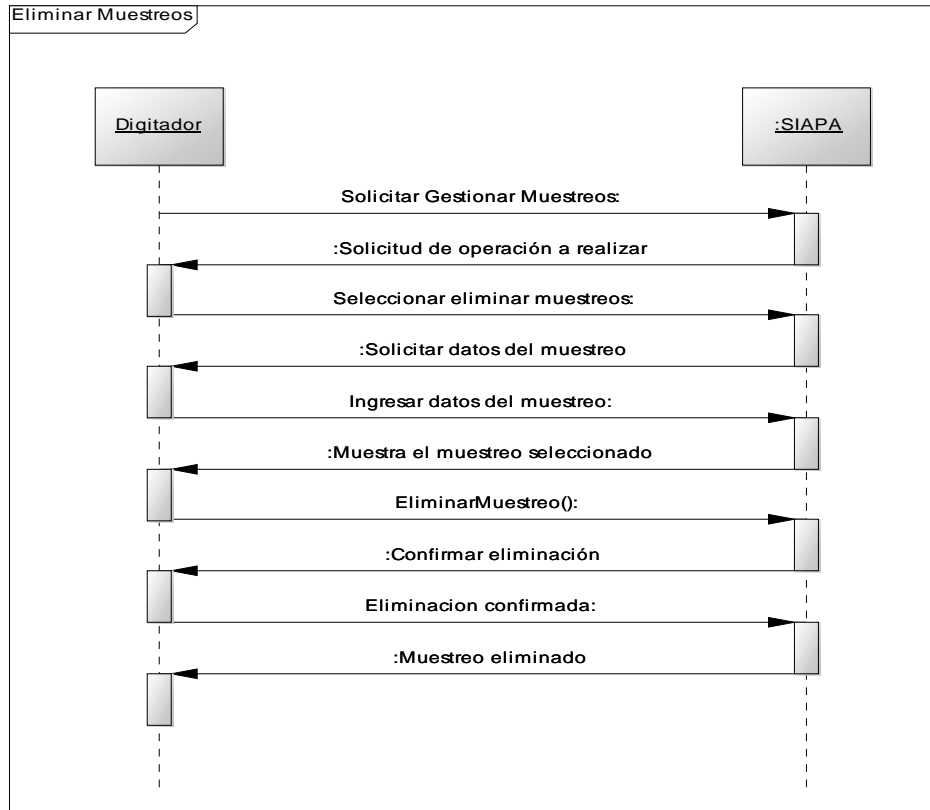 Eliminar Muestreos
Digitador
:SIAPA
Solicitar Gestionar Muestreos:
:Solicitud de operación a realizar
Seleccionar eliminar muestreos:
:Solicitar datos del muestreo
Ingresar datos del muestreo:
:Muestra el muestreo seleccionado
EliminarMuestreo():
:Confirmar eliminación
Eliminacion confirmada:
:Muestreo eliminado